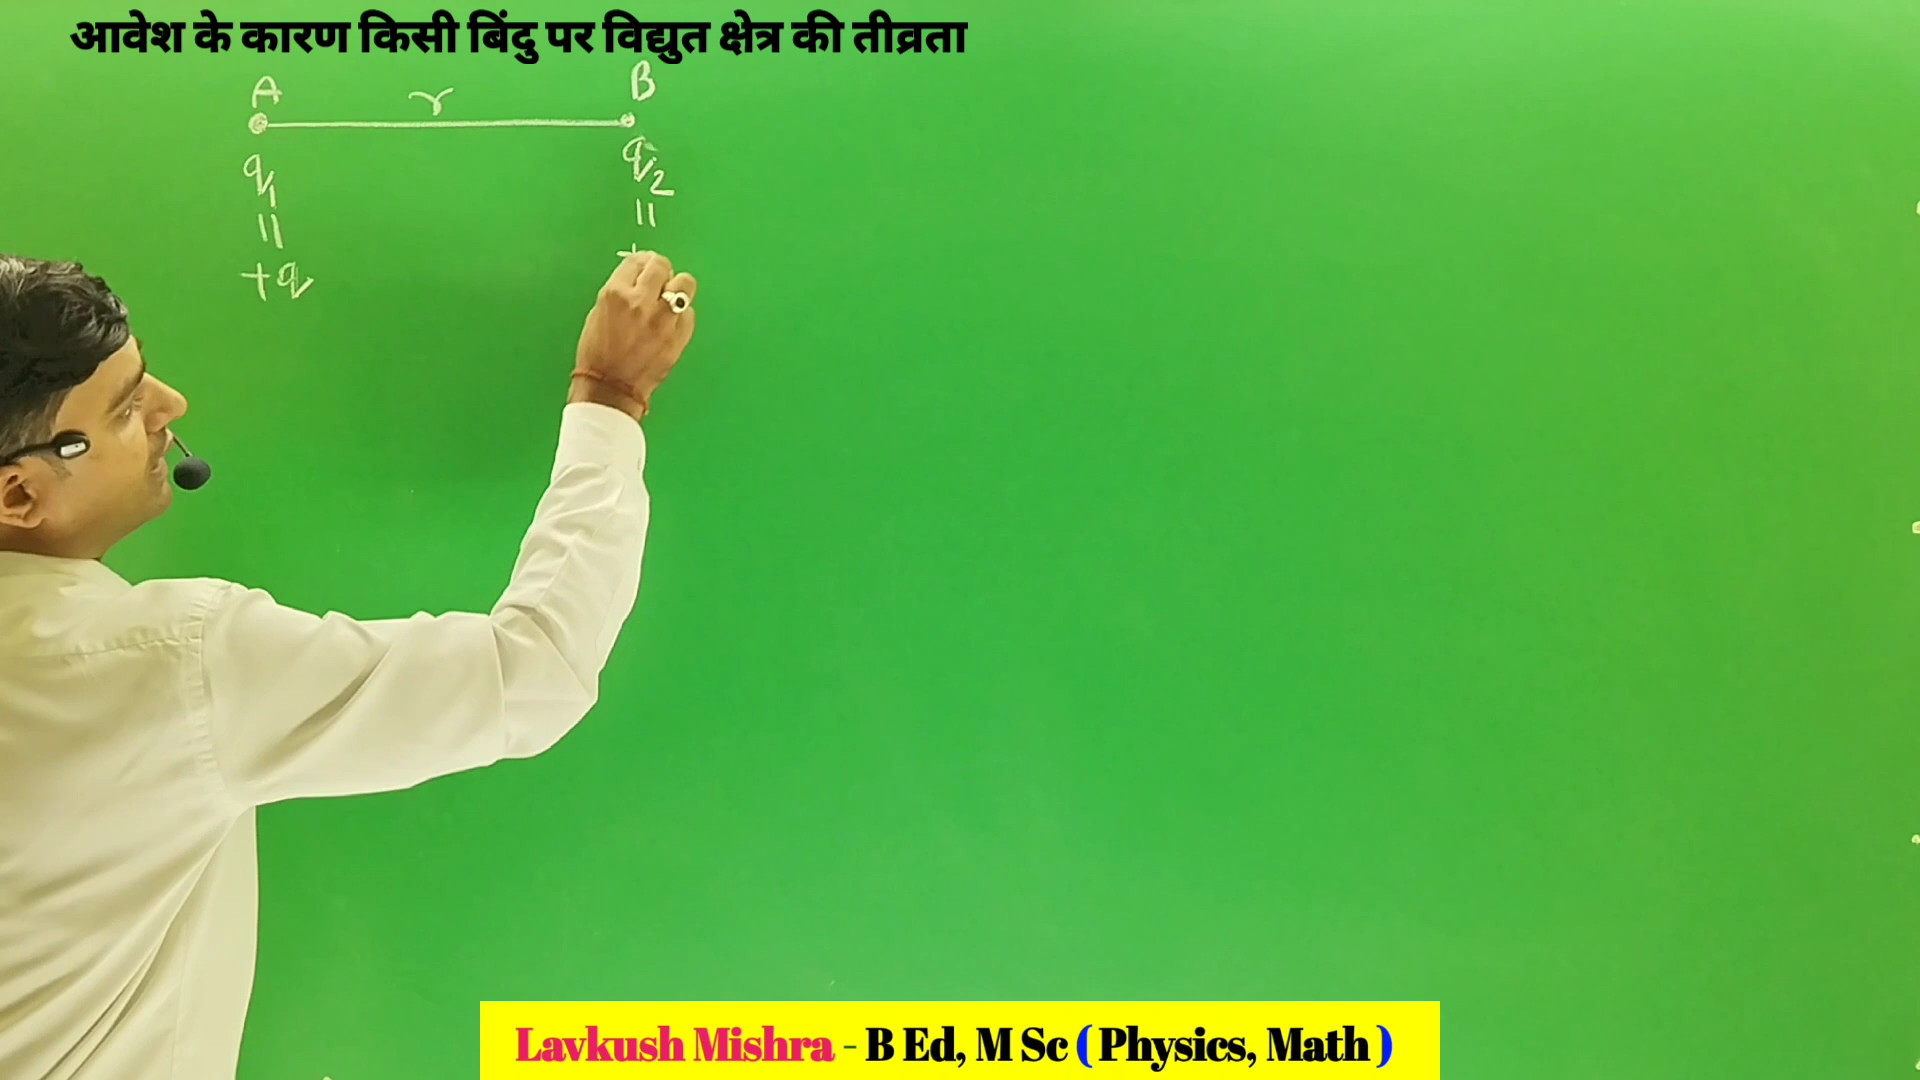 आवेश के कारण किसी बिंदु पर विद्युत क्षेत्र की तीव्रता
A r B
q1 q2
= =
+q +
Lavkush Mishra - B Ed, M Sc ( Physics, Math )